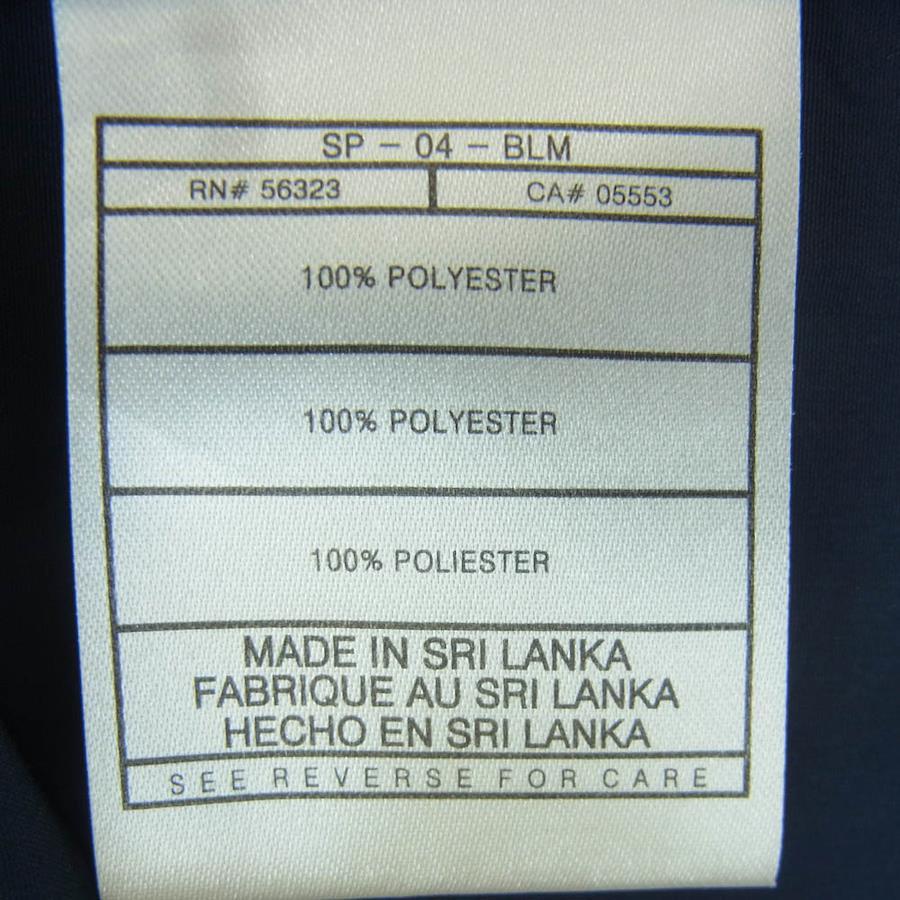 SP - 04 - BLM
RN# 56323 CA# 05553
100% POLYESTER
100% POLYESTER
100% POLIESTER
MADE IN SRI LANKA
FABRIQUE AU SRI LANKA
HECHO EN SRI LANKA
SEE REVERSE FOR CARE